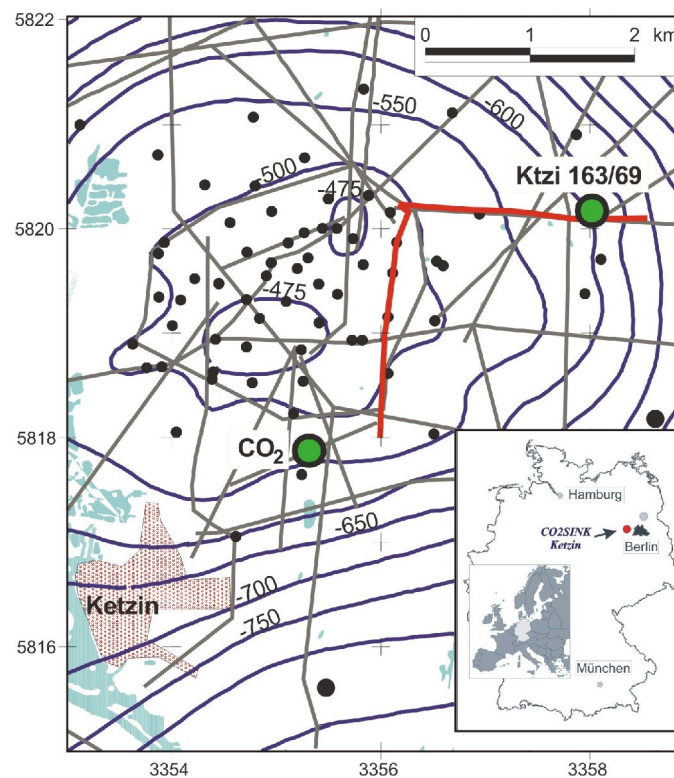 5822
0 1 2 km
-550
-600
-500
Ktzi 163/69
-475
5820
-475
5818
CO2
-650
Hamburg
CO2SINK
Ketzin
Berlin
-700
Ketzin
-750
5816
München
3354 3356 3358